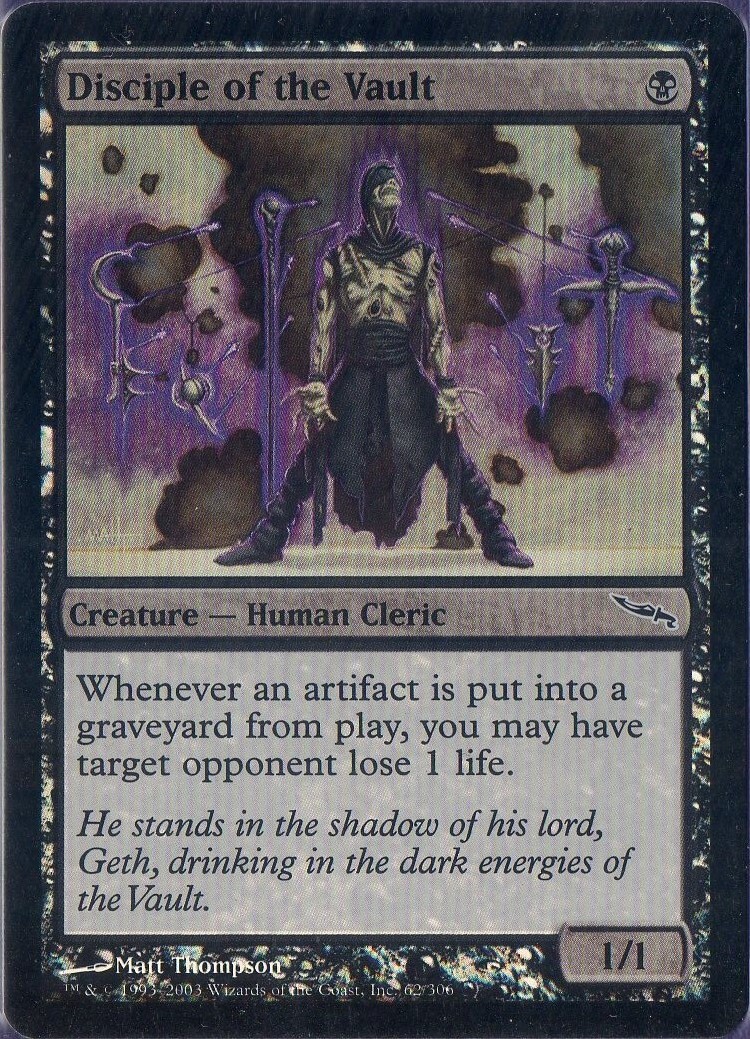 Disciple of the Vault
Creature — Human Cleric
Whenever an artifact is put into a
graveyard from play, you may have
target opponent lose 1 life.
He stands in the shadow of his lord,
Geth, drinking in the dark energies of
the Vault.
1/1
Matt Thompson
™ & © 1993–2003 Wizards of the Coast, Inc. 62/306